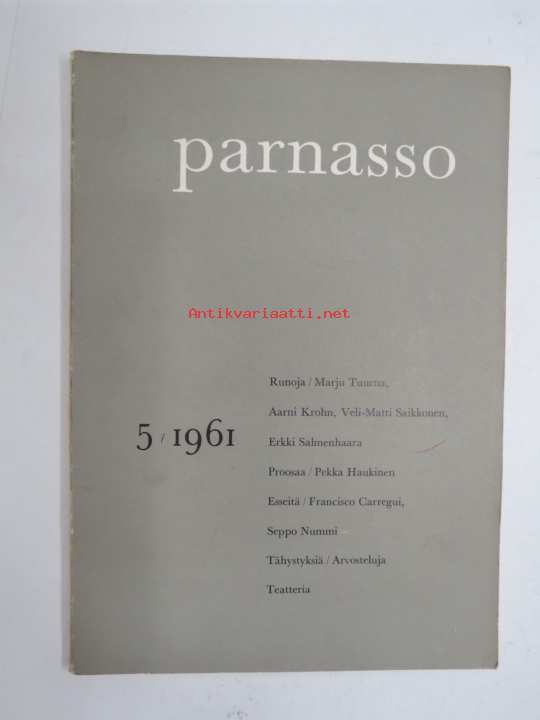 parnasso
Antikvariaatti.net
5 / 1961
Runoja / Marju Tuurna,
Aarni Krohn, Veli-Matti Saikkonen,
Erkki Salmenhaara
Proosaa / Pekka Haukinen
Esseitä / Francisco Carregui,
Seppo Nummi
Tähystyksiä / Arvosteluja
Teatteria